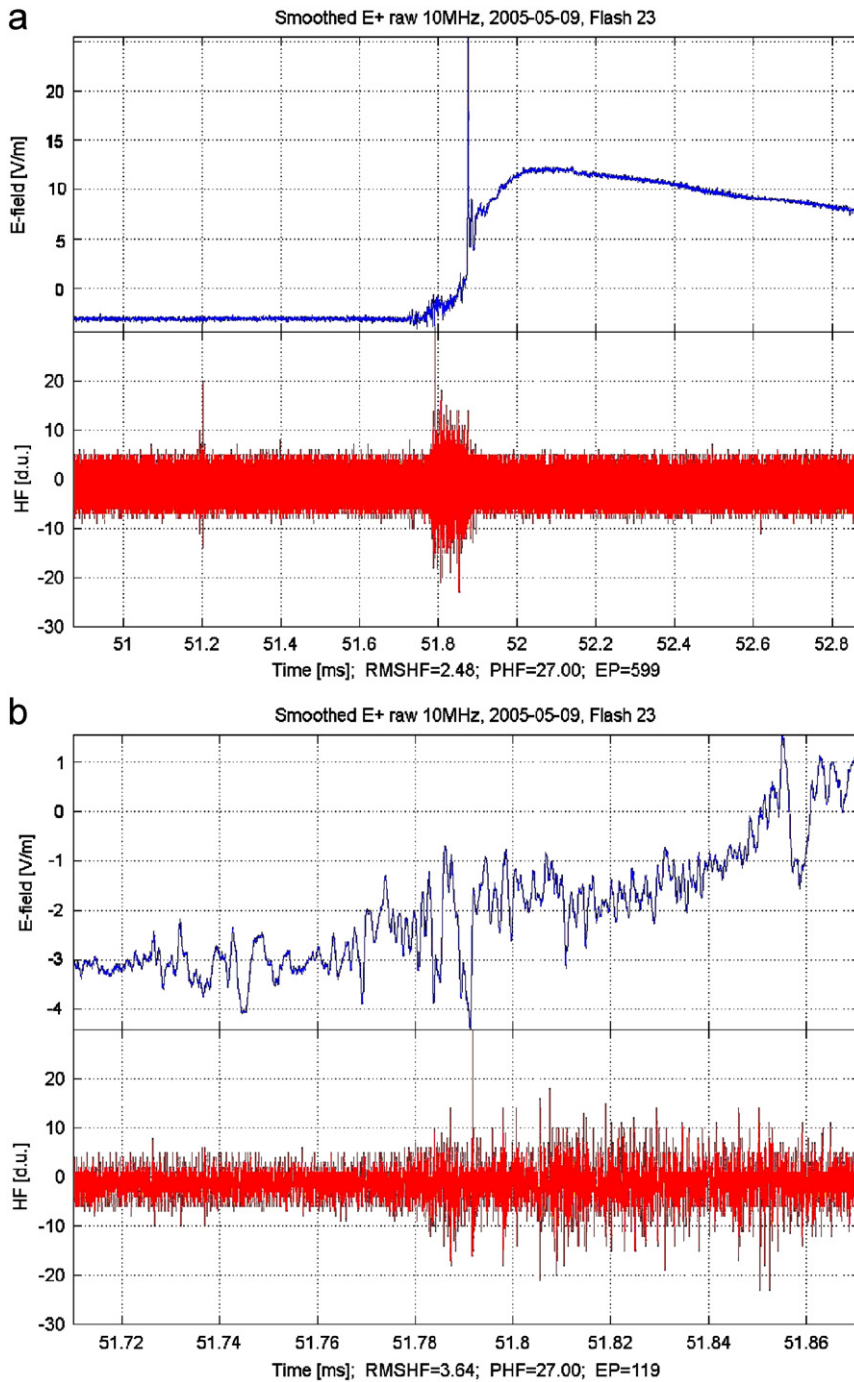 a
Smoothed E+ raw 10MHz, 2005-05-09, Flash 23
E-field [V/m]
20
15
10
5
0
HF [d.u.]
20
10
0
-10
-20
-30
51 51.2 51.4 51.6 51.8 52 52.2 52.4 52.6 52.8
Time [ms]; RMSHF=2.48; PHF=27.00; EP=599
b
Smoothed E+ raw 10MHz, 2005-05-09, Flash 23
E-field [V/m]
1
0
-1
-2
-3
-4
HF [d.u.]
20
10
0
-10
-20
-30
51.72 51.74 51.76 51.78 51.8 51.82 51.84 51.86
Time [ms]; RMSHF=3.64; PHF=27.00; EP=119